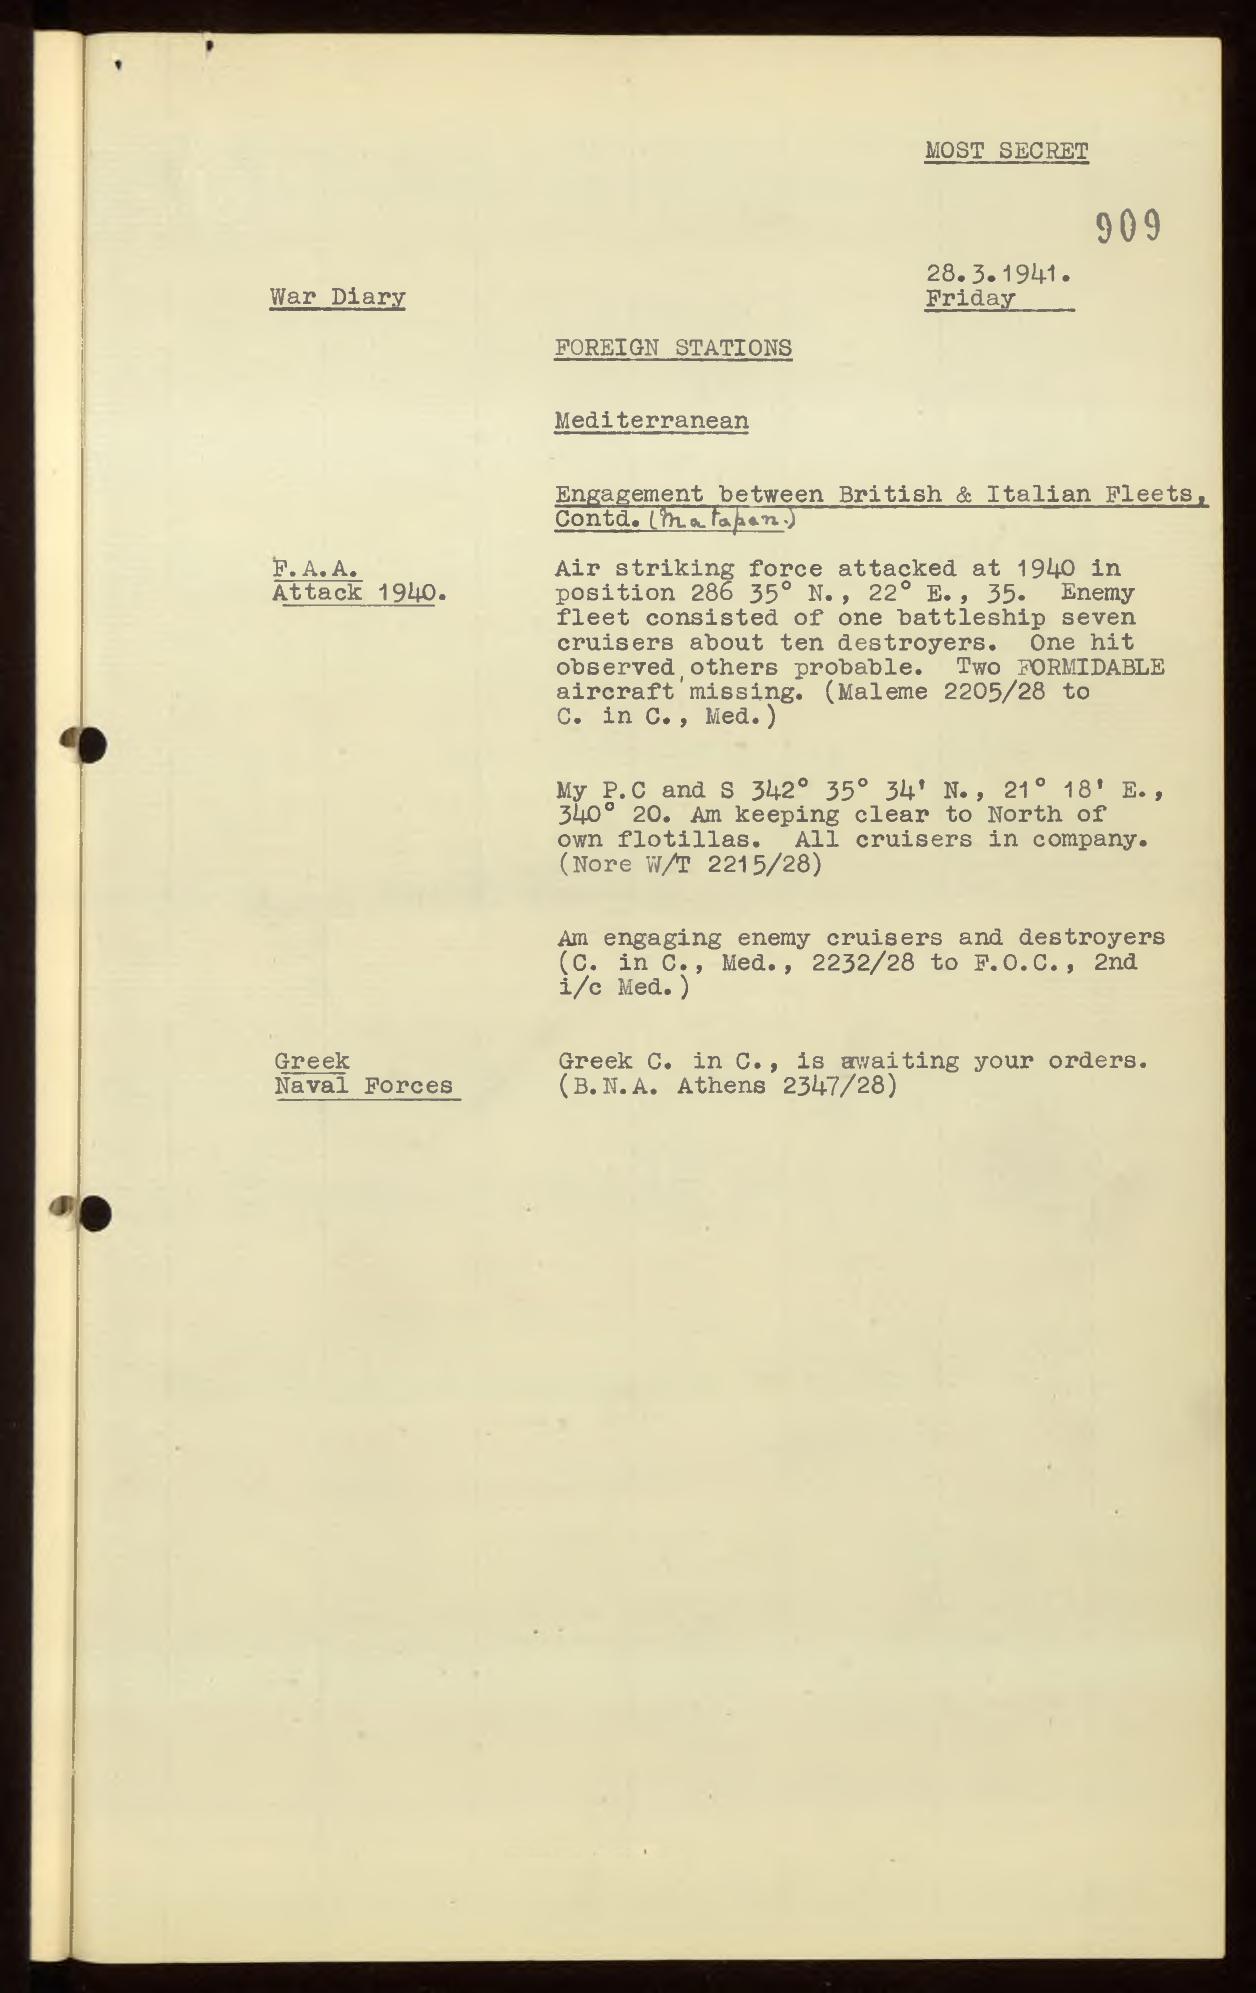 MOST SECRET
909
28.3.1941.
War Diary
Friday
FOREIGN STATIONS
Mediterranean
Engagement between British & Italian Fleets,
Contd. (Matapan.)
F.A.A.
Attack 1940.
Air striking force attacked at 1940 in
position 286 35° N., 22° E., 35. Enemy
fleet consisted of one battleship seven
cruisers about ten destroyers. One hit
observed, others probable. Two FORMIDABLE
aircraft missing. (Maleme 2205/28 to
C. in C., Med.)
My P.C and S 342° 35° 34' N., 21° 18' E.,
340° 20. Am keeping clear to North of
own flotillas. All cruisers in company.
(Nore W/T 2215/28)
Am engaging enemy cruisers and destroyers
(C. in C., Med., 2232/28 to F.O.C., 2nd
i/c Med.)
Greek
Naval Forces
Greek C. in C., is awaiting your orders.
(B.N.A. Athens 2347/28)